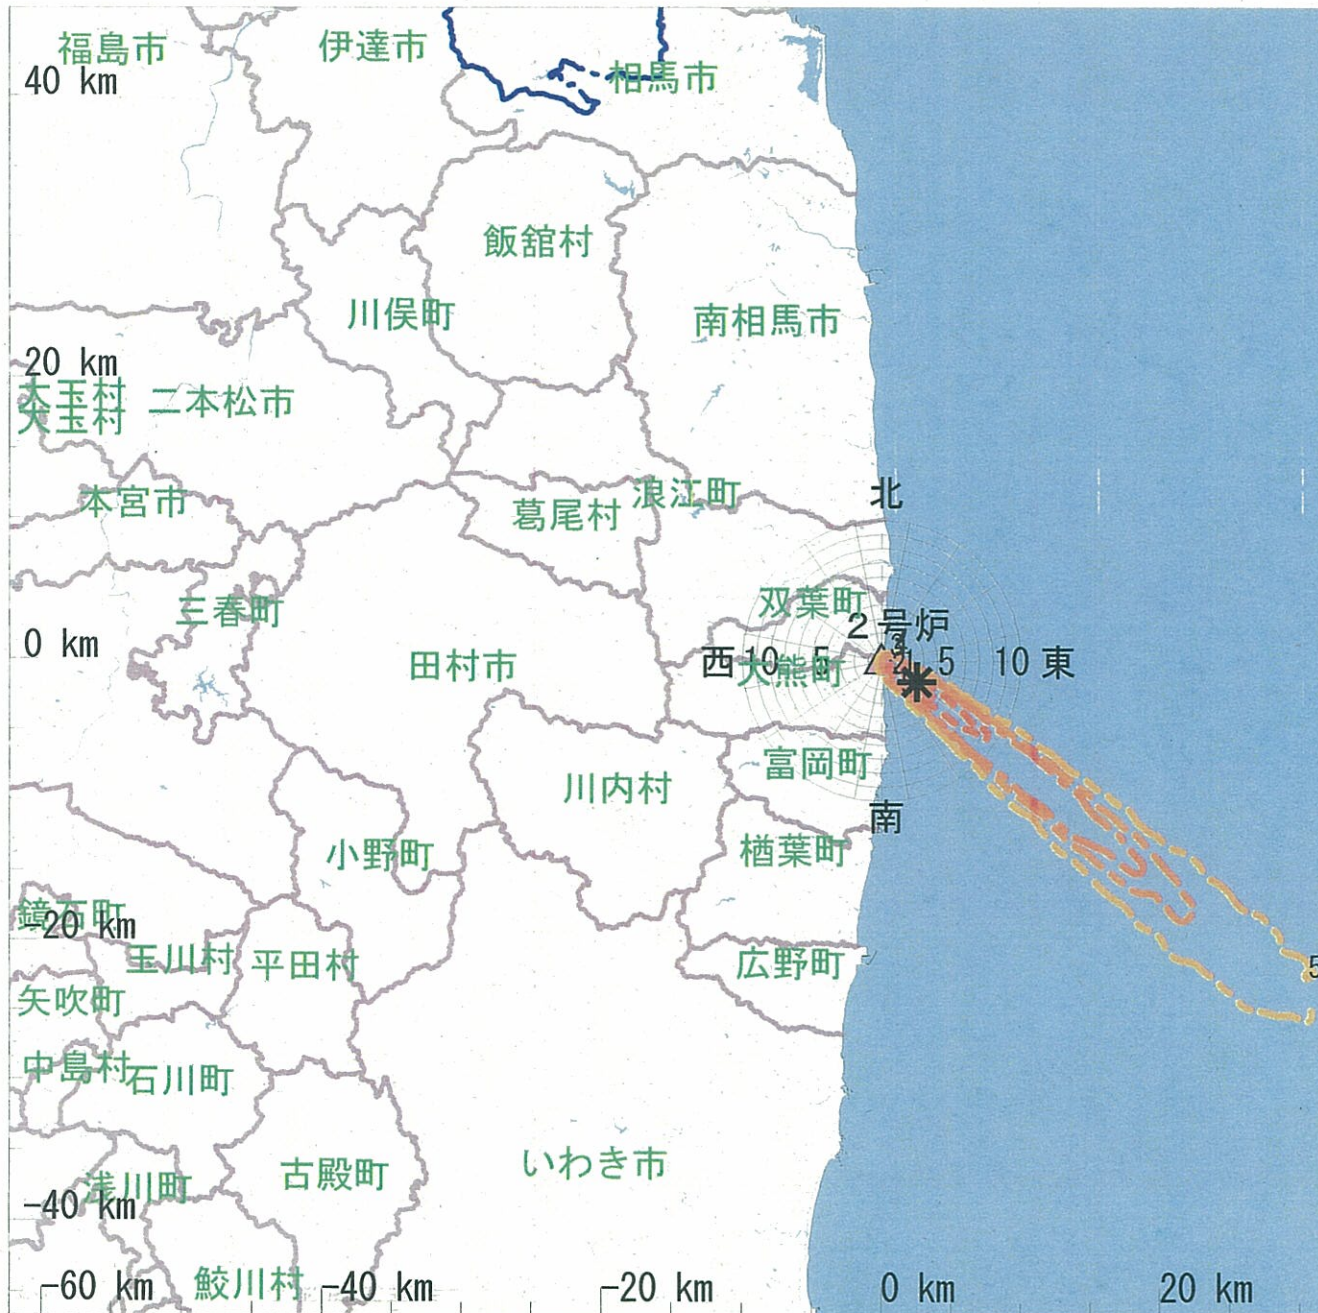 福島市
伊達市
相馬市
40 km
飯舘村
川俣町
南相馬市
20 km
大玉村
大玉村
二本松市
本宮市
葛尾村
浪江町
北
三春町
双葉町
2号炉
0 km
田村市
西
10
5
大熊町
5
10
東
富岡町
川内村
南
小野町
楢葉町
鏡石町
-20 km
玉川村
平田村
広野町
5
矢吹町
中島村
石川町
いわき市
古殿町
浅川町
-40 km
鮫川村
-60 km
-40 km
-20 km
0 km
20 km